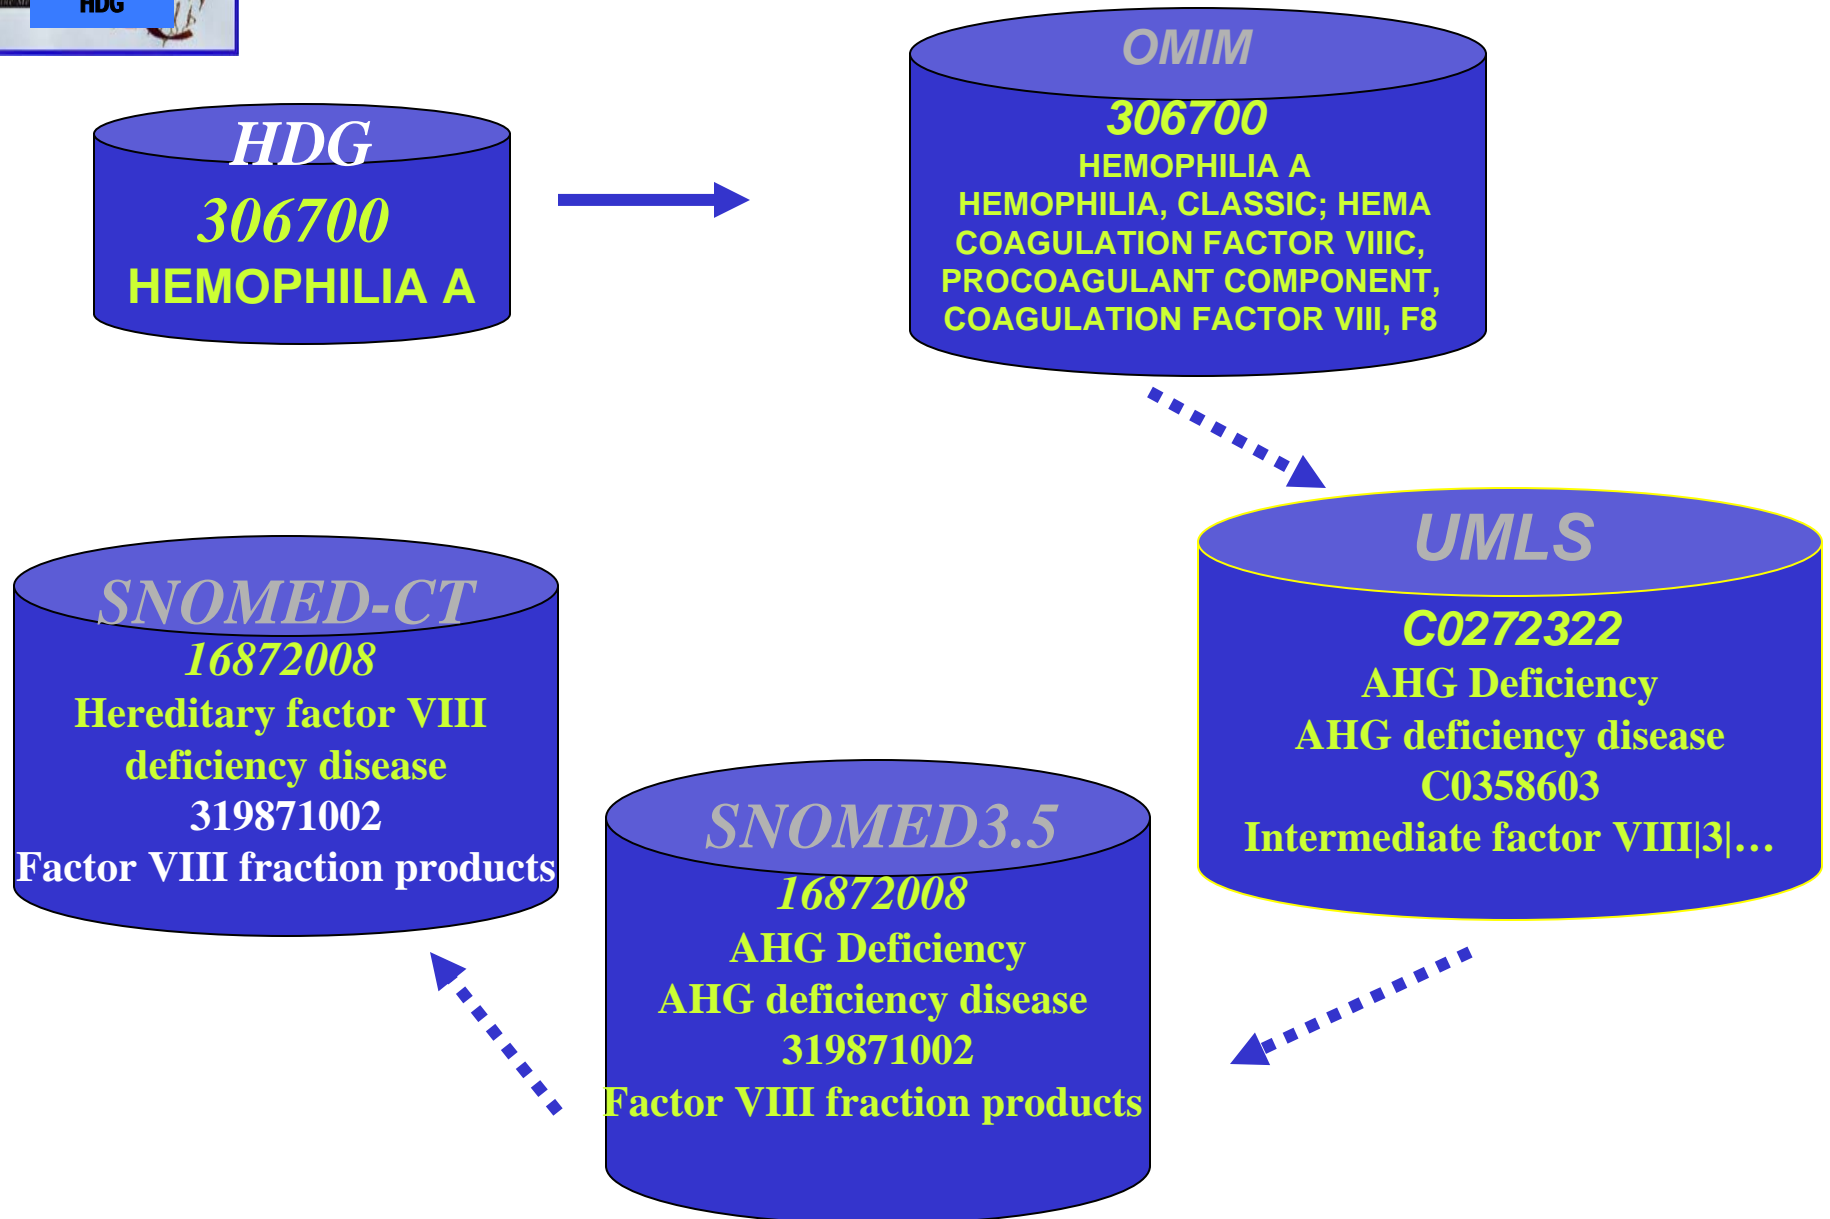 HDG
HDG
306700
HEMOPHILIA A
OMIM
306700
HEMOPHILIA A
HEMOPHILIA, CLASSIC; HEMA
COAGULATION FACTOR VIIIC,
PROCOAGULANT COMPONENT,
COAGULATION FACTOR VIII, F8
UMLS
C0272322
AHG Deficiency
AHG deficiency disease
C0358603
Intermediate factor VIII|3|…
SNOMED3.5
16872008
AHG Deficiency
AHG deficiency disease
319871002
Factor VIII fraction products
SNOMED-CT
16872008
Hereditary factor VIII
deficiency disease
319871002
Factor VIII fraction products